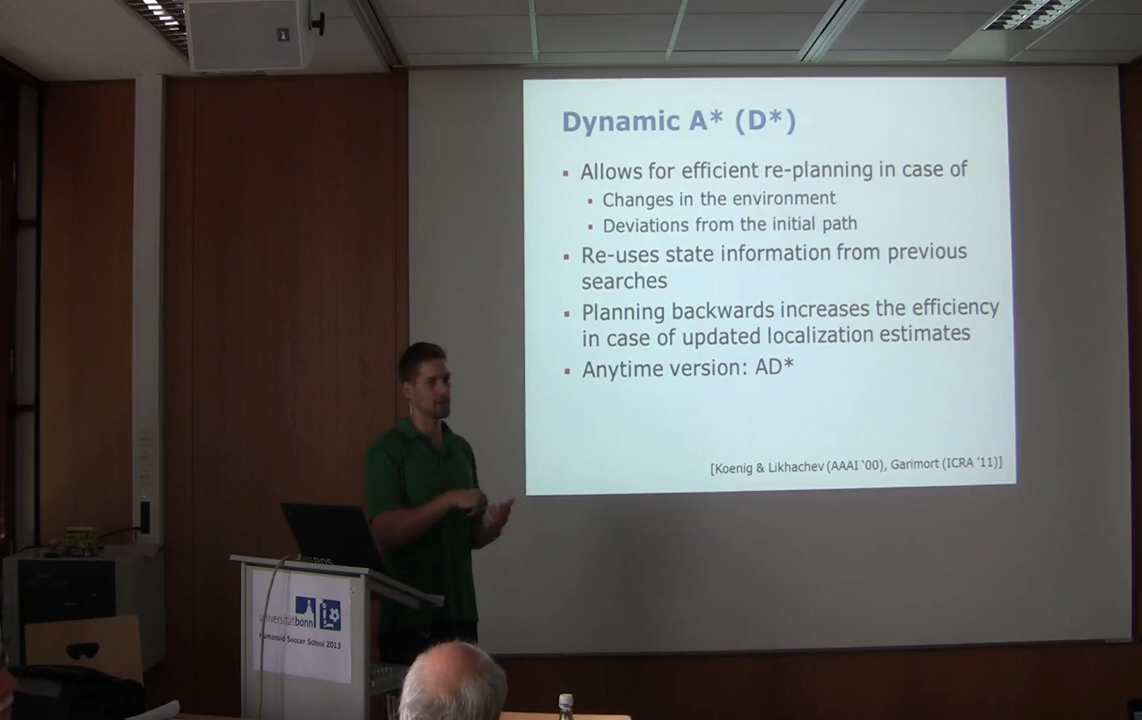 Dynamic A* (D*)
▪ Allows for efficient re-planning in case of
▪ Changes in the environment
▪ Deviations from the initial path
▪ Re-uses state information from previous
searches
▪ Planning backwards increases the efficiency
in case of updated localization estimates
▪ Anytime version: AD*
[Koenig & Likhachev (AAAI '00), Garimort (ICRA '11)]
universitätbonn
Humanoid Soccer School 2013